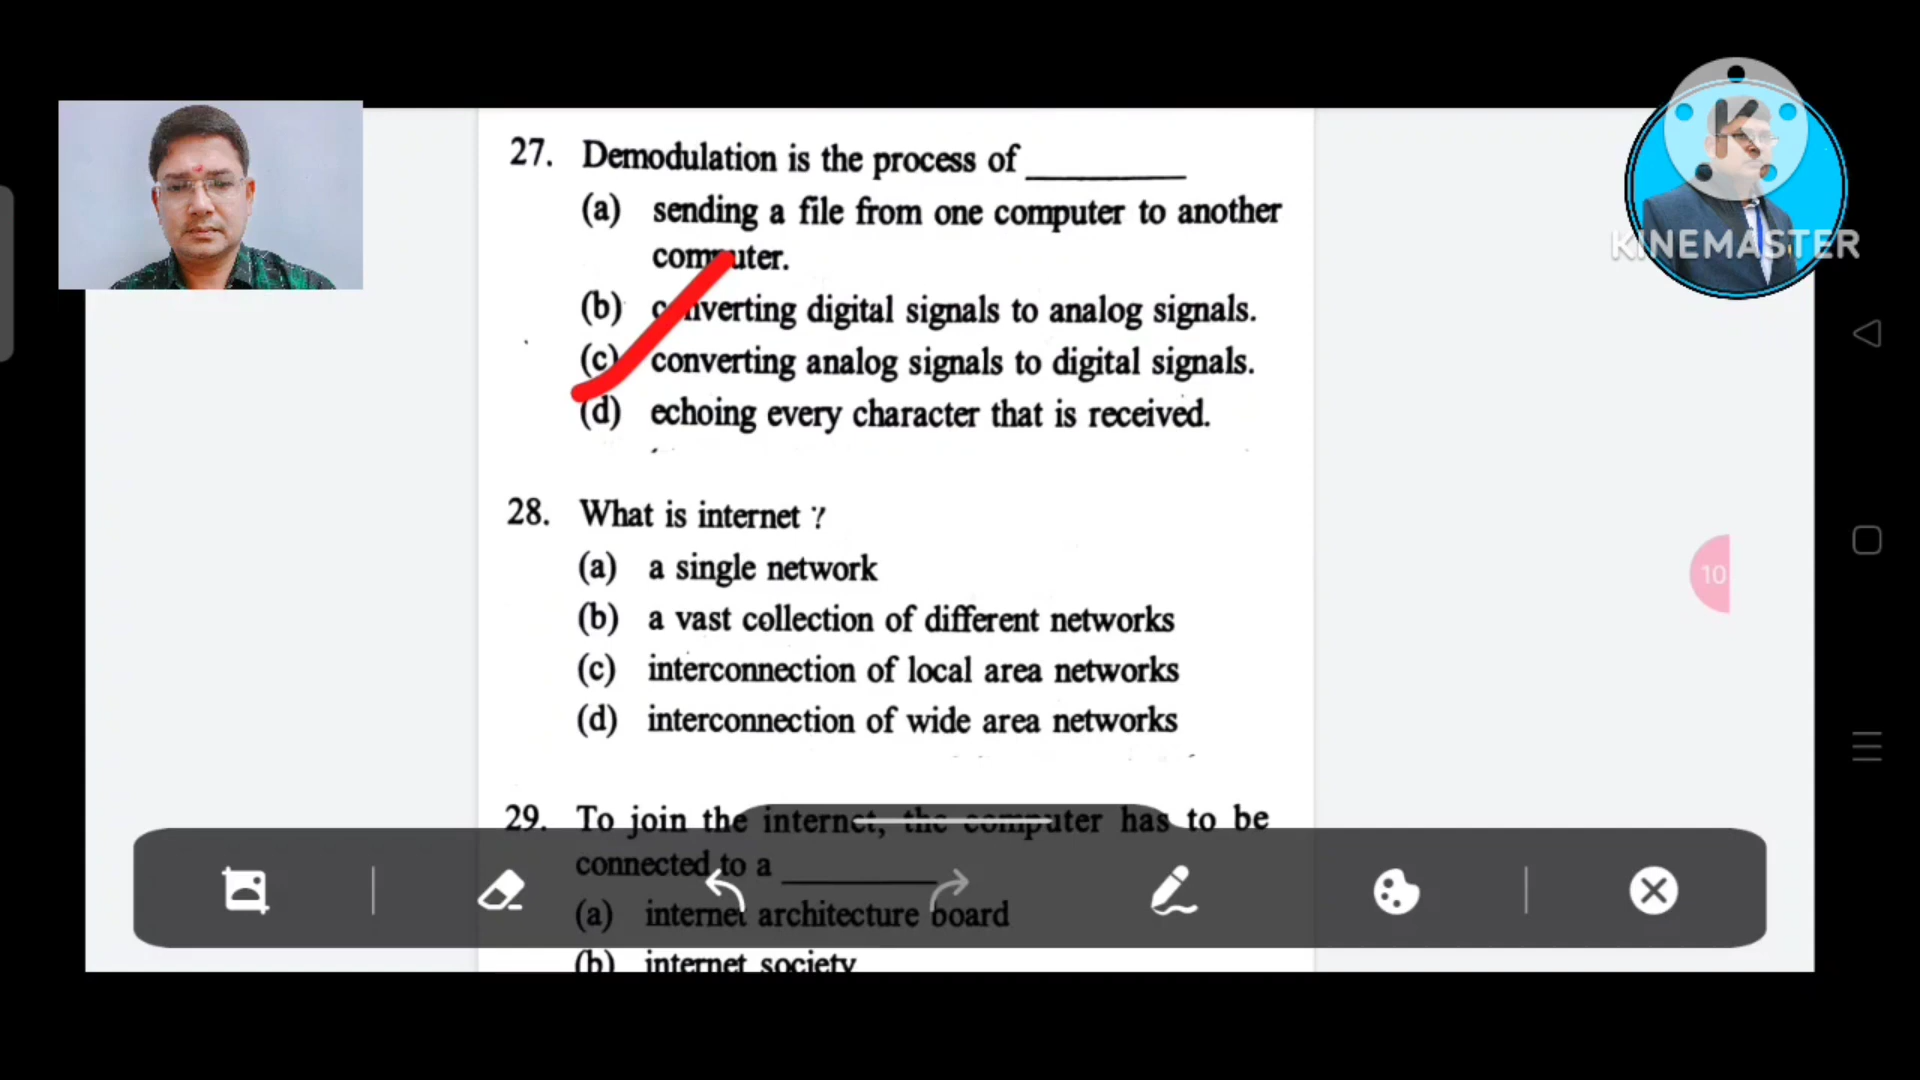 27. Demodulation is the process of __________
(a) sending a file from one computer to another
computer.
(b) converting digital signals to analog signals.
(c) converting analog signals to digital signals.
(d) echoing every character that is received.
28. What is internet ?
(a) a single network
(b) a vast collection of different networks
(c) interconnection of local area networks
(d) interconnection of wide area networks
29. To join the internet, the computer has to be
connected to a __________
(a) internet architecture board
(b) internet society
KINEMASTER
10